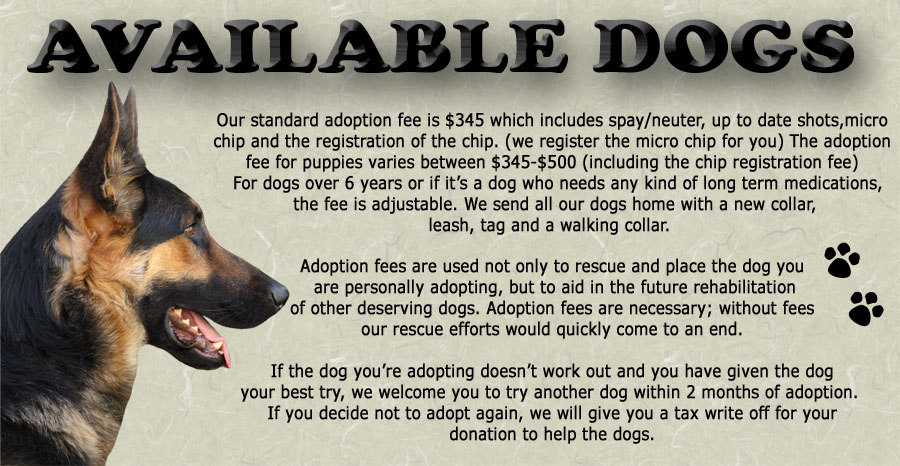 AVAILABLE DOGS
Our standard adoption fee is $345 which includes spay/neuter, up to date shots,micro
chip and the registration of the chip. (we register the micro chip for you) The adoption
fee for puppies varies between $345-$500 (including the chip registration fee)
For dogs over 6 years or if it's a dog who needs any kind of long term medications,
the fee is adjustable. We send all our dogs home with a new collar,
leash, tag and a walking collar.
Adoption fees are used not only to rescue and place the dog you
are personally adopting, but to aid in the future rehabilitation
of other deserving dogs. Adoption fees are necessary; without fees
our rescue efforts would quickly come to an end.
If the dog you're adopting doesn't work out and you have given the dog
your best try, we welcome you to try another dog within 2 months of adoption.
If you decide not to adopt again, we will give you a tax write off for your
donation to help the dogs.